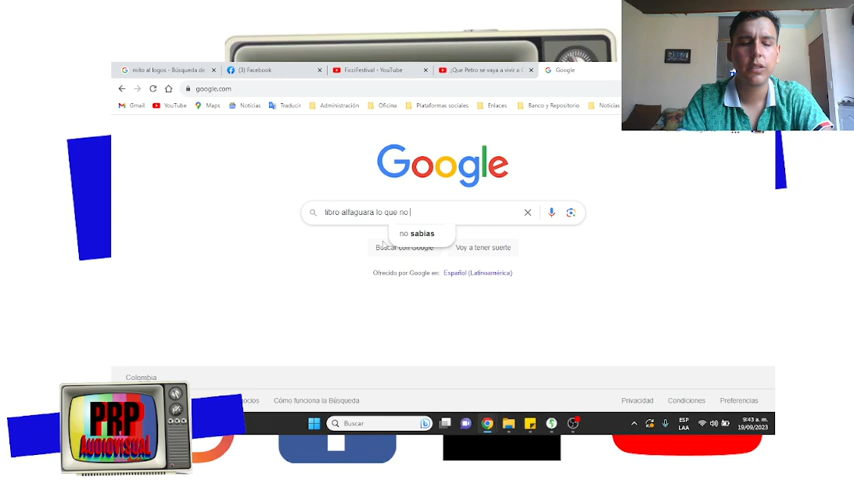 mito al logos - Búsqueda de
(3) Facebook
FicciFestival - YouTube
¿Que Petro se vaya a vivir a
Google
google.com
Gmail
YouTube
Maps
Noticias
Traducir
Administración
Oficina
Plataformas sociales
Enlaces
Banco y Repositorio
Noticias
Google
libro alfaguara lo que no
no sabias
Buscar con Google
Voy a tener suerte
Ofrecido por Google en: Español (Latinoamérica)
Colombia
Cómo funciona la Búsqueda
Privacidad
Condiciones
Preferencias
PRP
AUDIOVISUAL
Buscar
ESP
LAA
9:43 a. m.
19/09/2023